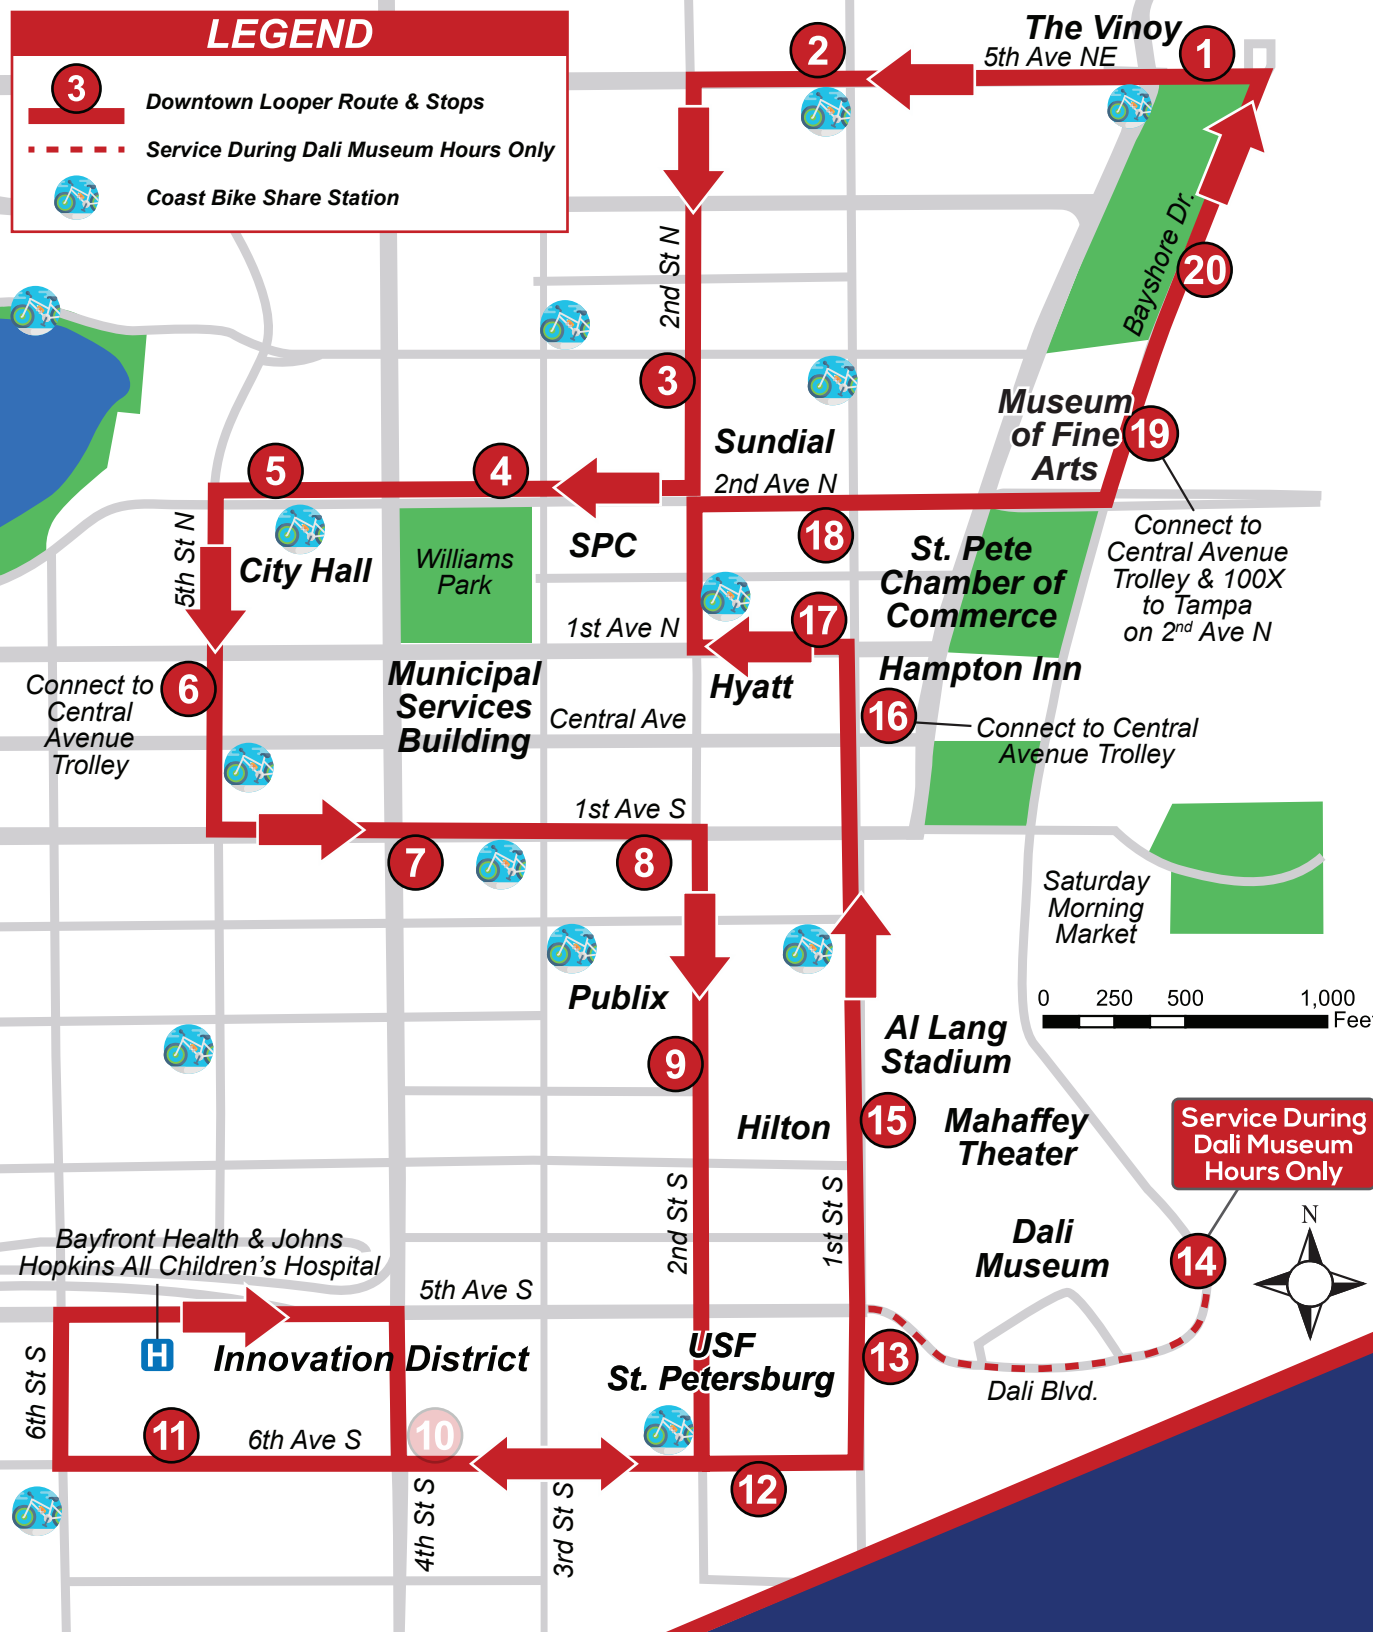 LEGEND
3
Downtown Looper Route & Stops
Service During Dali Museum Hours Only
Coast Bike Share Station
The Vinoy
5th Ave NE
1
2
2nd St N
Bayshore Dr.
20
3
Museum
of Fine
Arts
19
Sundial
2nd Ave N
5
4
5th St N
City Hall
Williams
Park
SPC
18
St. Pete
Chamber of
Commerce
Connect to
Central Avenue
Trolley & 100X
to Tampa
on 2nd Ave N
1st Ave N
17
Hampton Inn
Hyatt
6
Connect to
Central
Avenue
Trolley
Municipal
Services
Building
Central Ave
16
Connect to Central
Avenue Trolley
1st Ave S
7
8
Saturday
Morning
Market
Publix
0 250 500 1,000
Feet
Al Lang
Stadium
9
Hilton
15
Mahaffey
Theater
Service During
Dali Museum
Hours Only
2nd St S
1st St S
N
Bayfront Health & Johns
Hopkins All Children's Hospital
5th Ave S
Dali
Museum
14
H
Innovation District
USF
St. Petersburg
13
Dali Blvd.
6th St S
11
6th Ave S
10
12
4th St S
3rd St S